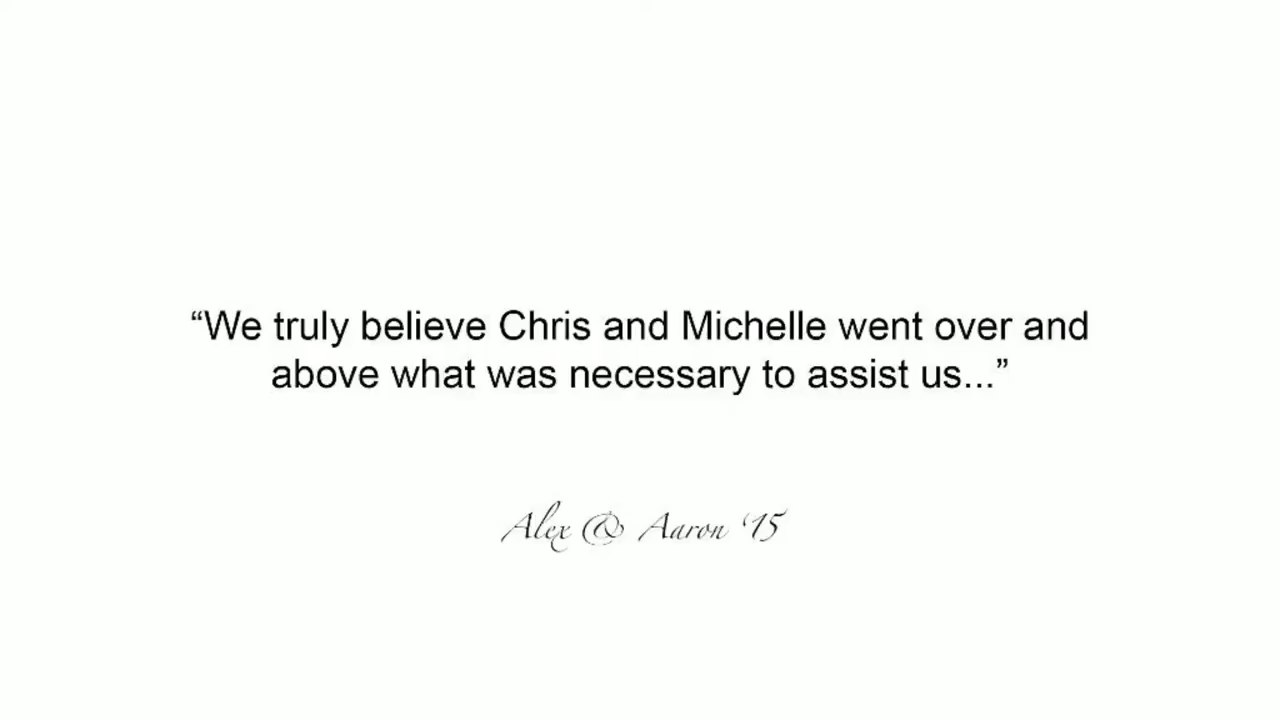 “We truly believe Chris and Michelle went over and
above what was necessary to assist us...”
Alex & Aaron ‘15